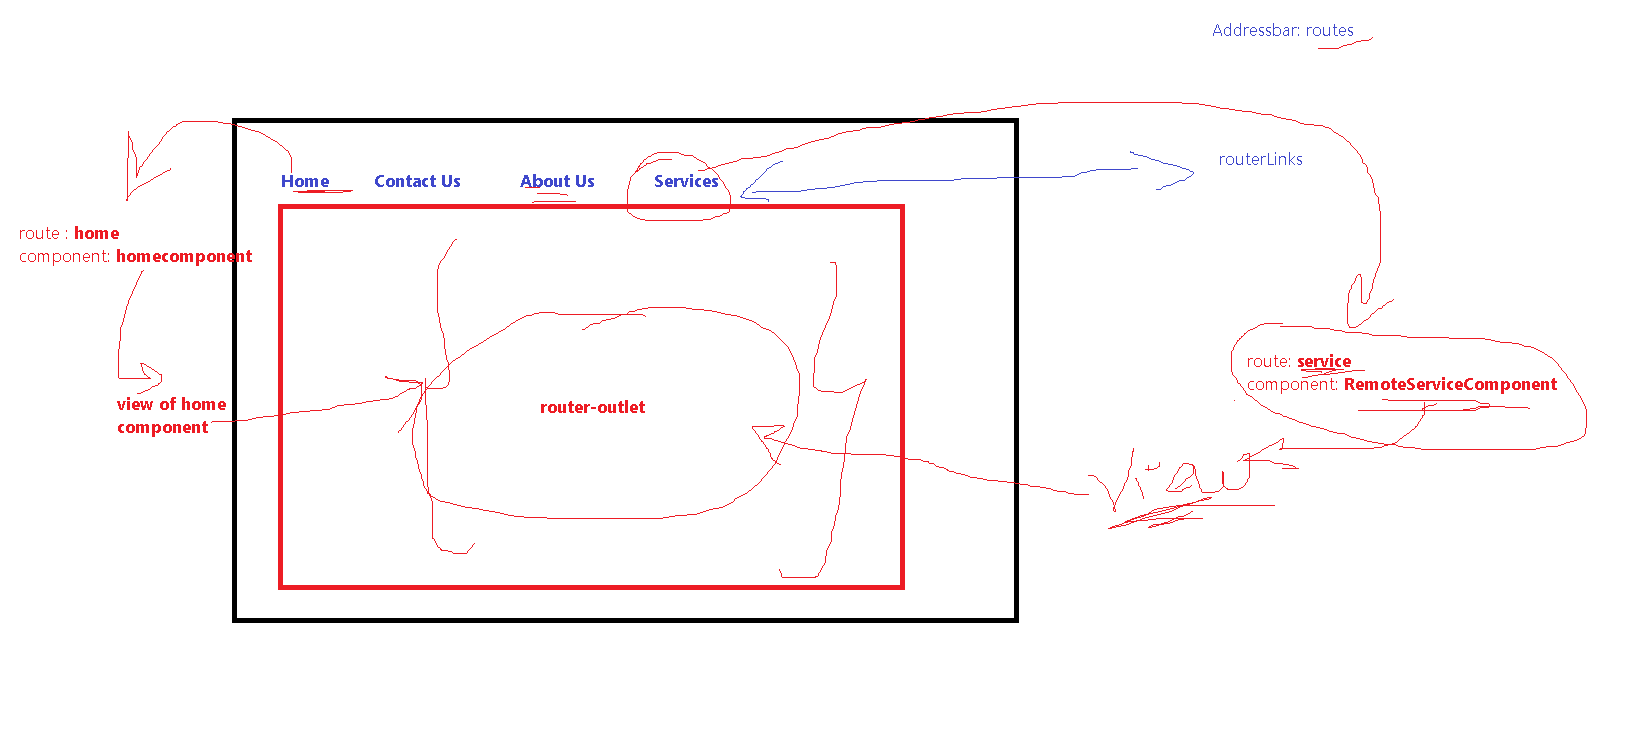 Addressbar: routes
routerLinks
Home Contact Us About Us Services
route : home
component: homecomponent
view of home
component
router-outlet
route: service
component: RemoteServiceComponent